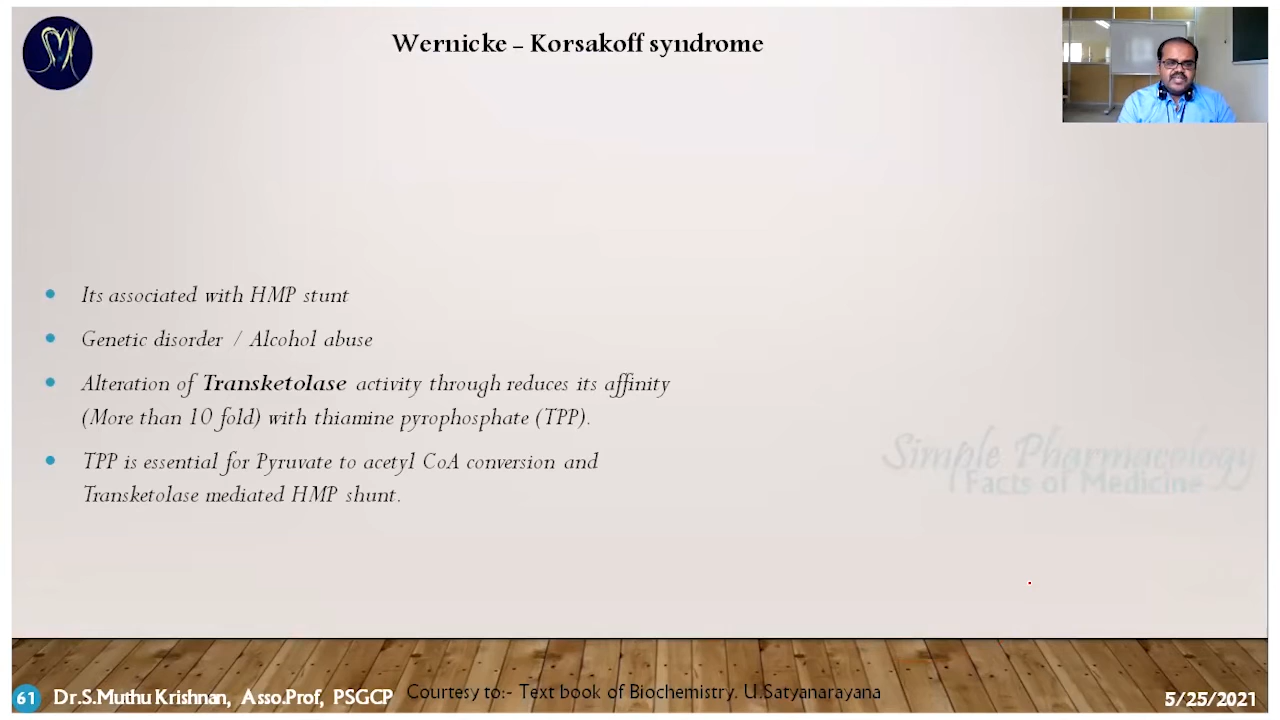 Wernicke – Korsakoff syndrome
Its associated with HMP stunt
Genetic disorder / Alcohol abuse
Alteration of Transketolase activity through reduces its affinity
(More than 10 fold) with thiamine pyrophosphate (TPP).
TPP is essential for Pyruvate to acetyl CoA conversion and
Transketolase mediated HMP shunt.
Simple Pharmacology
Facts of Medicine
61 Dr.S.Muthu Krishnan, Asso.Prof, PSGCP Courtesy to:- Text book of Biochemistry. U.Satyanarayana 5/25/2021